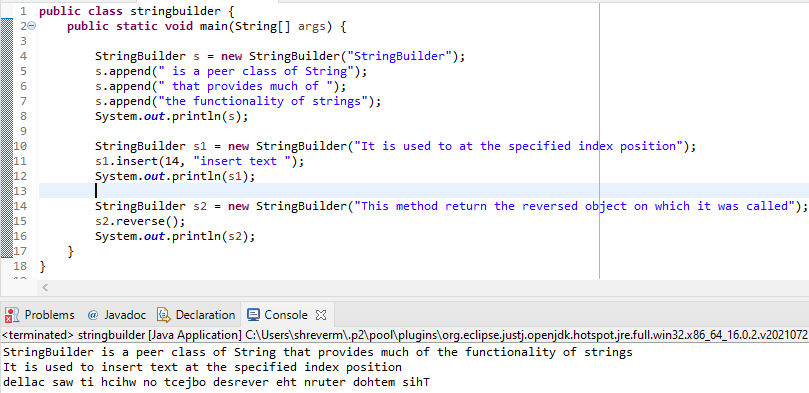 1 public class stringbuilder {
2 public static void main(String[] args) {
3
4 StringBuilder s = new StringBuilder("StringBuilder");
5 s.append(" is a peer class of String");
6 s.append(" that provides much of ");
7 s.append("the functionality of strings");
8 System.out.println(s);
9
10 StringBuilder s1 = new StringBuilder("It is used to at the specified index position");
11 s1.insert(14, "insert text ");
12 System.out.println(s1);
13
14 StringBuilder s2 = new StringBuilder("This method return the reversed object on which it was called");
15 s2.reverse();
16 System.out.println(s2);
17 }
18 }
Problems @ Javadoc Declaration Console
<terminated> stringbuilder [Java Application] C:\Users\shreverm\.p2\pool\plugins\org.eclipse.justj.openjdk.hotspot.jre.full.win32.x86_64_16.0.2.v2021072
StringBuilder is a peer class of String that provides much of the functionality of strings
It is used to insert text at the specified index position
dellac saw ti hcihw no tcejbo desrever eht nruter dohtem sihT